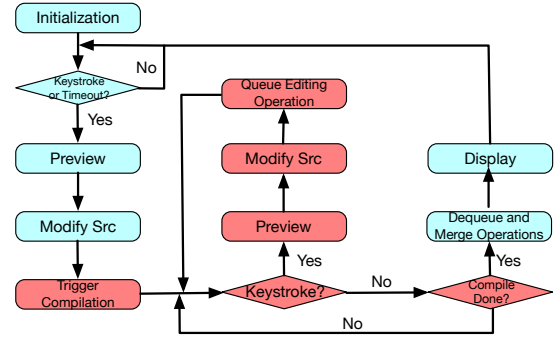 Initialization
No
Keystroke
or Timeout?
Yes
Preview
Modify Src
Trigger
Compilation
Queue Editing
Operation
Modify Src
Preview
Yes
Keystroke?
No
No
Display
Dequeue and
Merge Operations
Yes
Compile
Done?